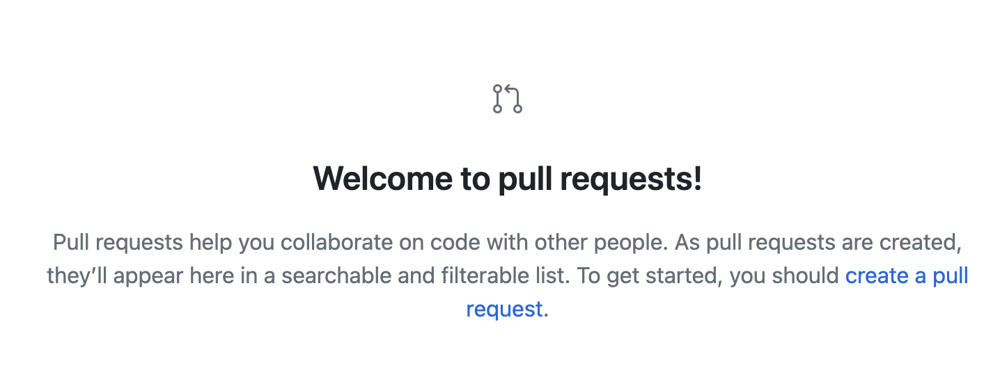 Welcome to pull requests!
Pull requests help you collaborate on code with other people. As pull requests are created,
they’ll appear here in a searchable and filterable list. To get started, you should create a pull
request.